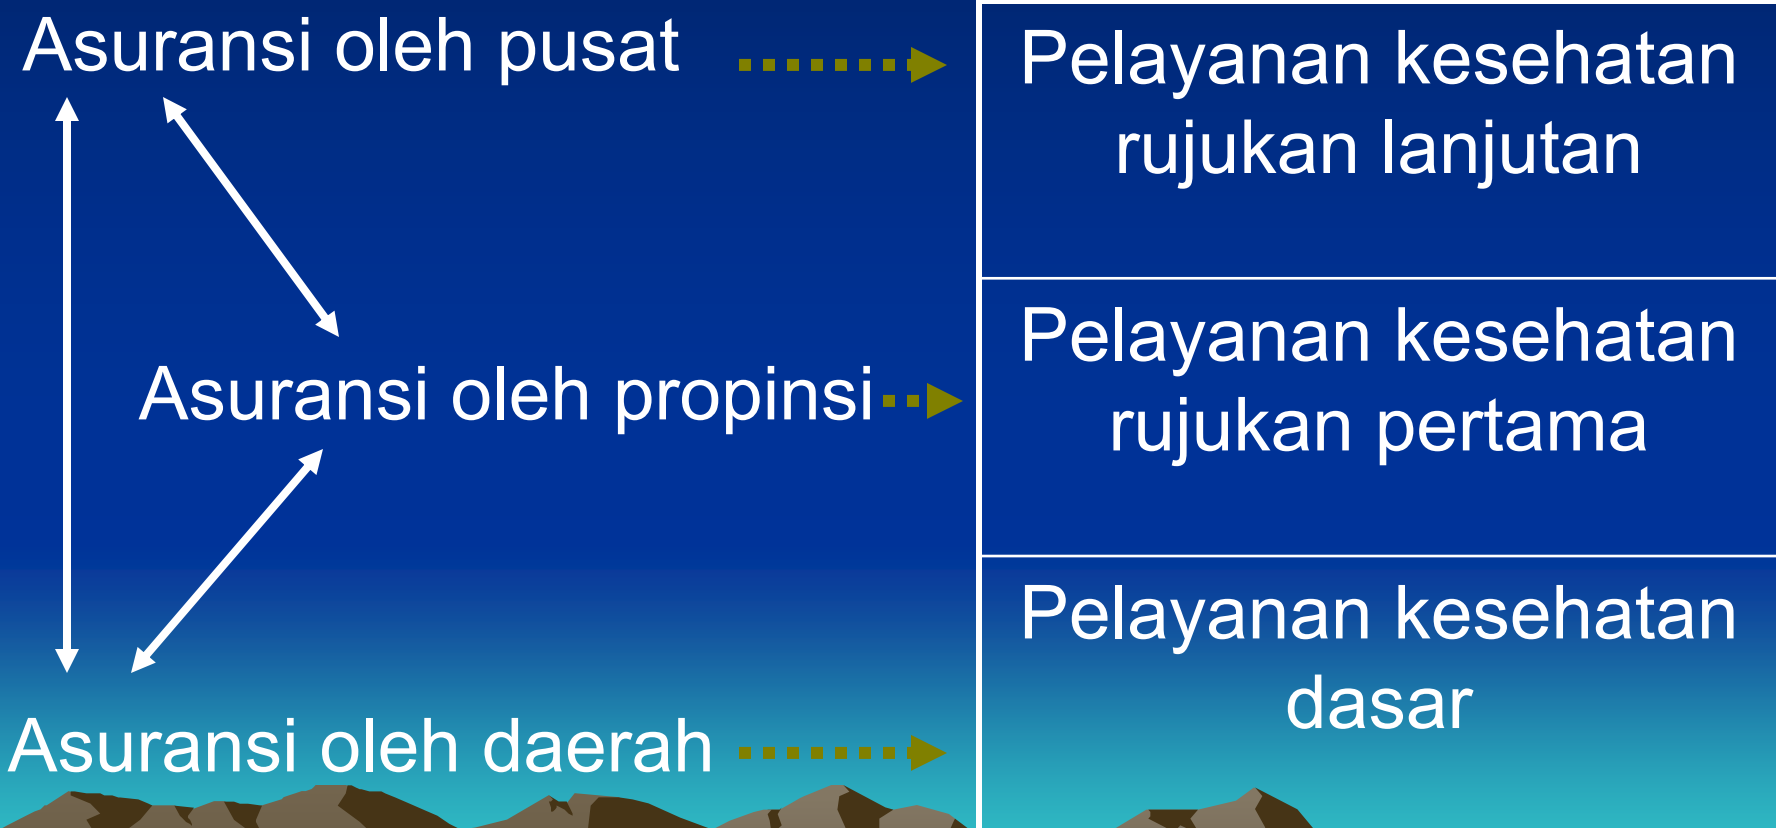 Asuransi oleh pusat
Pelayanan kesehatan
rujukan lanjutan
Asuransi oleh propinsi
Pelayanan kesehatan
rujukan pertama
Asuransi oleh daerah
Pelayanan kesehatan
dasar